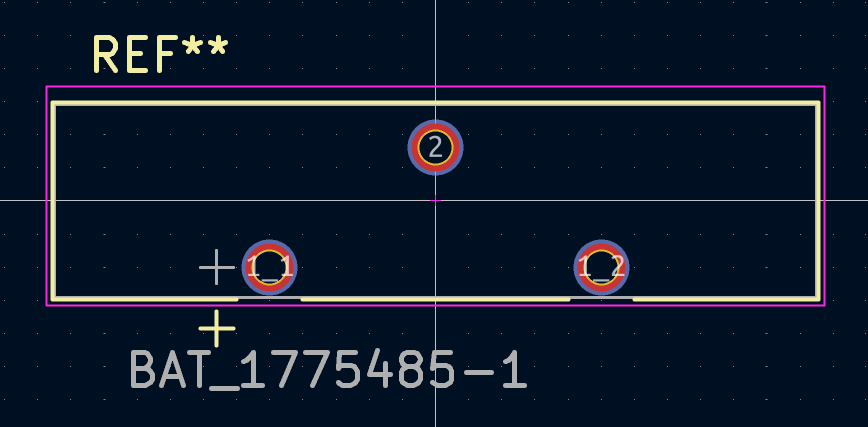 REF**
2
+ 1_1 1_2
+
BAT_1775485-1